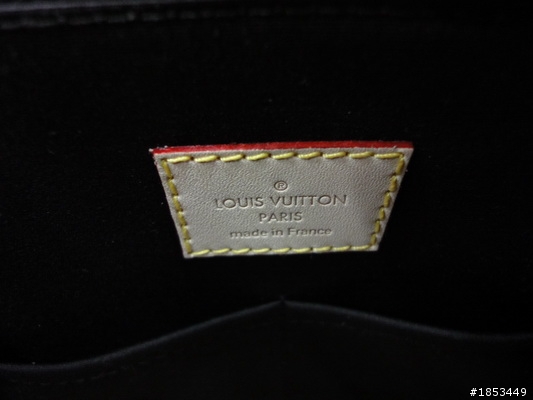 ®
LOUIS VUITTON
PARIS
made in France
#1853449